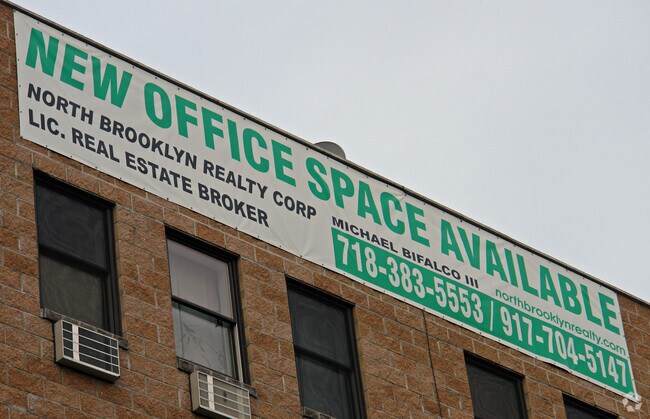 NEW OFFICE SPACE AVAILABLE
NORTH BROOKLYN REALTY CORP
LIC. REAL ESTATE BROKER
MICHAEL BIFALCO III
northbrooklynrealty.com
718-383-5553 / 917-704-5147